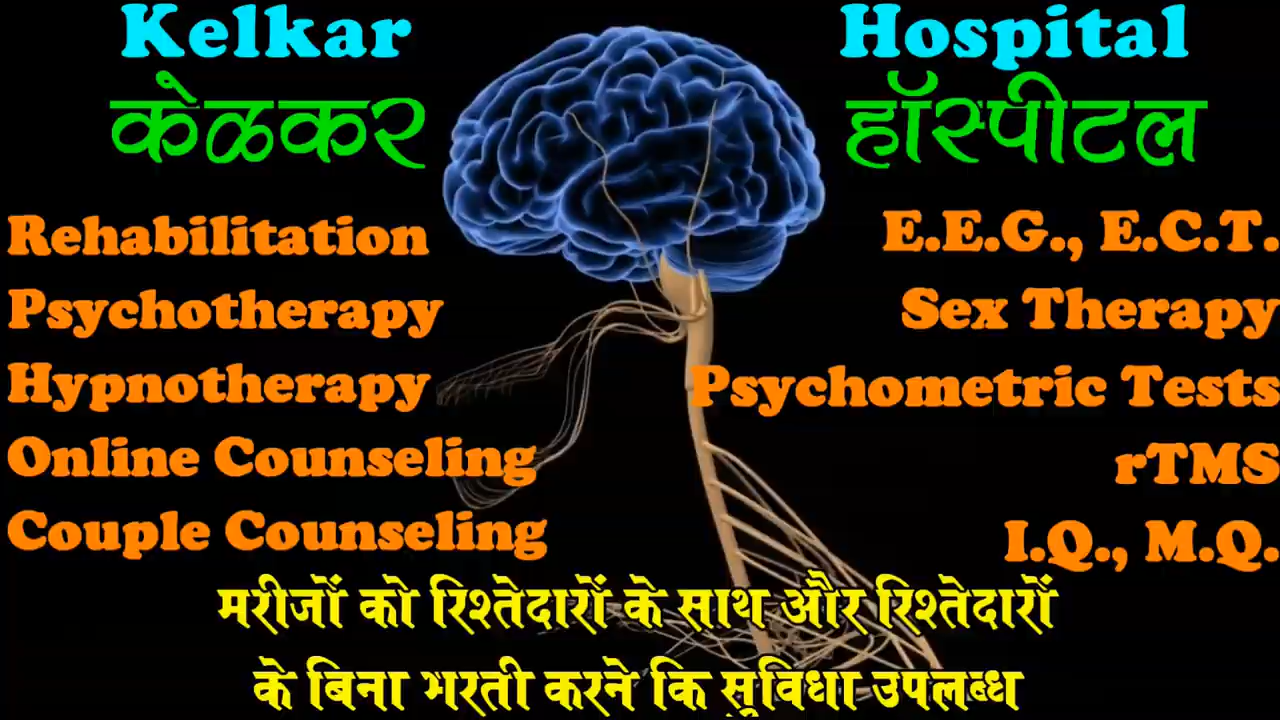 Kelkar Hospital
केळकर हॉस्पीटल
Rehabilitation
Psychotherapy
Hypnotherapy
Online Counseling
Couple Counseling
E.E.G., E.C.T.
Sex Therapy
Psychometric Tests
rTMS
I.Q., M.Q.
मरीजों को रिश्तेदारों के साथ और रिश्तेदारों
के बिना भरती करने कि सुविधा उपलब्ध